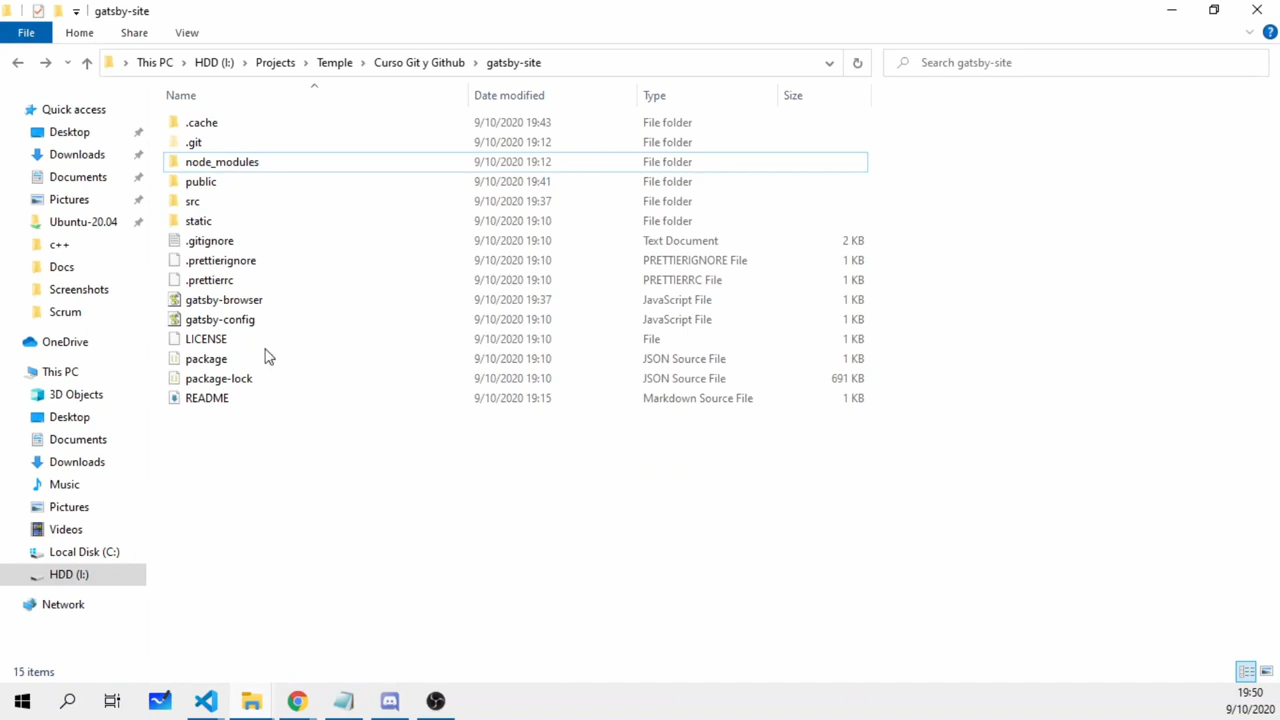 gatsby-site
File Home Share View
This PC HDD (I:) Projects Temple Curso Git y Github gatsby-site Search gatsby-site
Name Date modified Type Size
Quick access
Desktop
Downloads
Documents
Pictures
Ubuntu-20.04
c++
Docs
Screenshots
Scrum
OneDrive
This PC
3D Objects
Desktop
Documents
Downloads
Music
Pictures
Videos
Local Disk (C:)
HDD (I:)
Network
.cache 9/10/2020 19:43 File folder
.git 9/10/2020 19:12 File folder
node_modules 9/10/2020 19:12 File folder
public 9/10/2020 19:41 File folder
src 9/10/2020 19:37 File folder
static 9/10/2020 19:10 File folder
.gitignore 9/10/2020 19:10 Text Document 2 KB
.prettierignore 9/10/2020 19:10 PRETTIERIGNORE File 1 KB
.prettierrc 9/10/2020 19:10 PRETTIERRC File 1 KB
gatsby-browser 9/10/2020 19:37 JavaScript File 1 KB
gatsby-config 9/10/2020 19:10 JavaScript File 1 KB
LICENSE 9/10/2020 19:10 File 1 KB
package 9/10/2020 19:10 JSON Source File 1 KB
package-lock 9/10/2020 19:10 JSON Source File 691 KB
README 9/10/2020 19:15 Markdown Source File 1 KB
15 items
19:50
9/10/2020